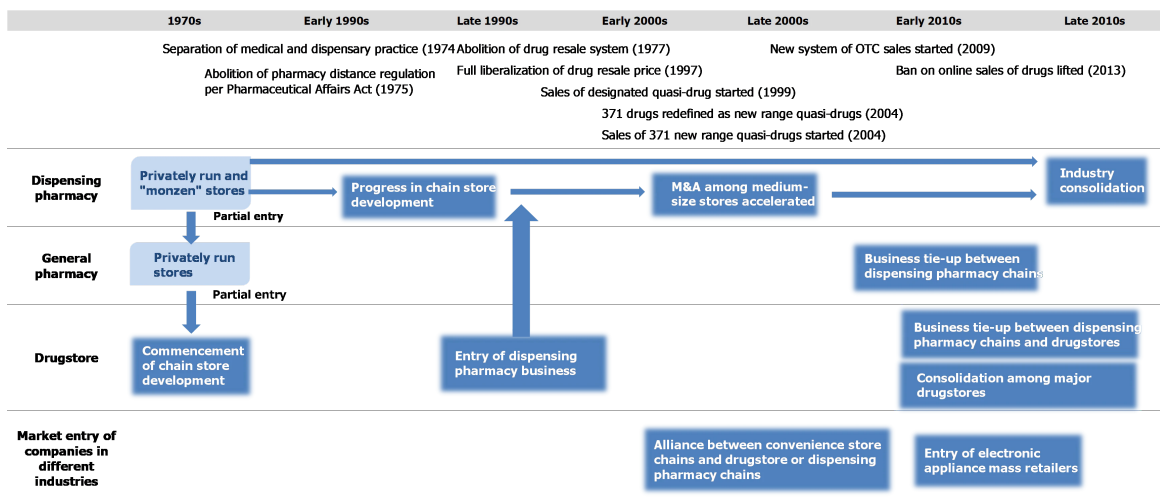 1970s Early 1990s Late 1990s Early 2000s Late 2000s Early 2010s Late 2010s
Separation of medical and dispensary practice (1974
Abolition of drug resale system (1977)
New system of OTC sales started (2009)
Abolition of pharmacy distance regulation
per Pharmaceutical Affairs Act (1975)
Full liberalization of drug resale price (1997)
Ban on online sales of drugs lifted (2013)
Sales of designated quasi-drug started (1999)
371 drugs redefined as new range quasi-drugs (2004)
Sales of 371 new range quasi-drugs started (2004)
Dispensing
pharmacy
Privately run and
"monzen" stores
Progress in chain store
development
M&A among medium-
size stores accelerated
Industry
consolidation
Partial entry
General
pharmacy
Privately run
stores
Business tie-up between
dispensing pharmacy chains
Partial entry
Drugstore
Commencement
of chain store
development
Entry of dispensing
pharmacy business
Business tie-up between dispensing
pharmacy chains and drugstores
Consolidation among major
drugstores
Market entry of
companies in
different
industries
Alliance between convenience store
chains and drugstore or dispensing
pharmacy chains
Entry of electronic
appliance mass retailers